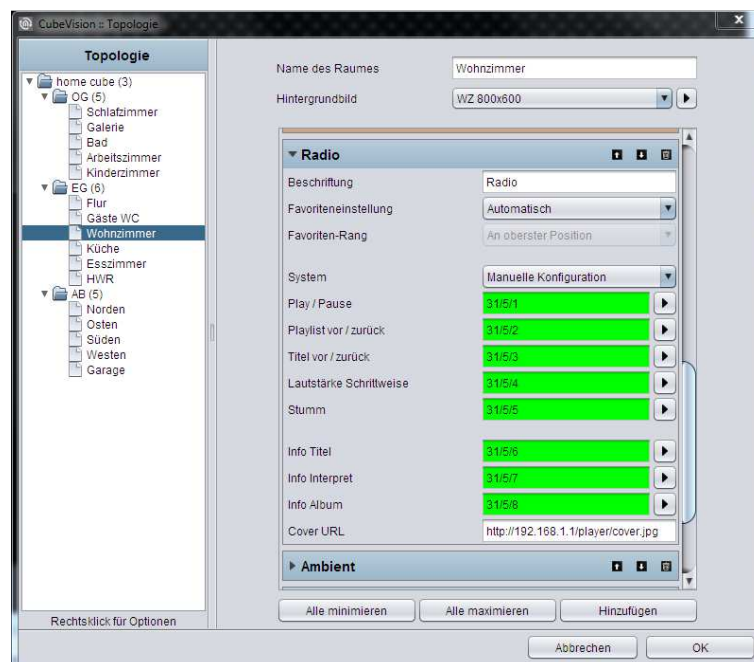 CubeVision :: Topologie
Topologie
home cube (3)
OG (5)
Schlafzimmer
Galerie
Bad
Arbeitszimmer
Kinderzimmer
EG (6)
Flur
Gäste WC
Wohnzimmer
Küche
Esszimmer
HWR
AB (5)
Norden
Osten
Süden
Westen
Garage
Rechtsklick für Optionen
Name des Raumes Wohnzimmer
Hintergrundbild WZ 800x600
Radio
Beschriftung Radio
Favoriteneinstellung Automatisch
Favoriten-Rang An oberster Position
System Manuelle Konfiguration
Play / Pause 31/5/1
Playlist vor / zurück 31/5/2
Titel vor / zurück 31/5/3
Lautstärke Schrittweise 31/5/4
Stumm 31/5/5
Info Titel 31/5/6
Info Interpret 31/5/7
Info Album 31/5/8
Cover URL http://192.168.1.1/player/cover.jpg
Ambient
Alle minimieren Alle maximieren Hinzufügen
Abbrechen OK